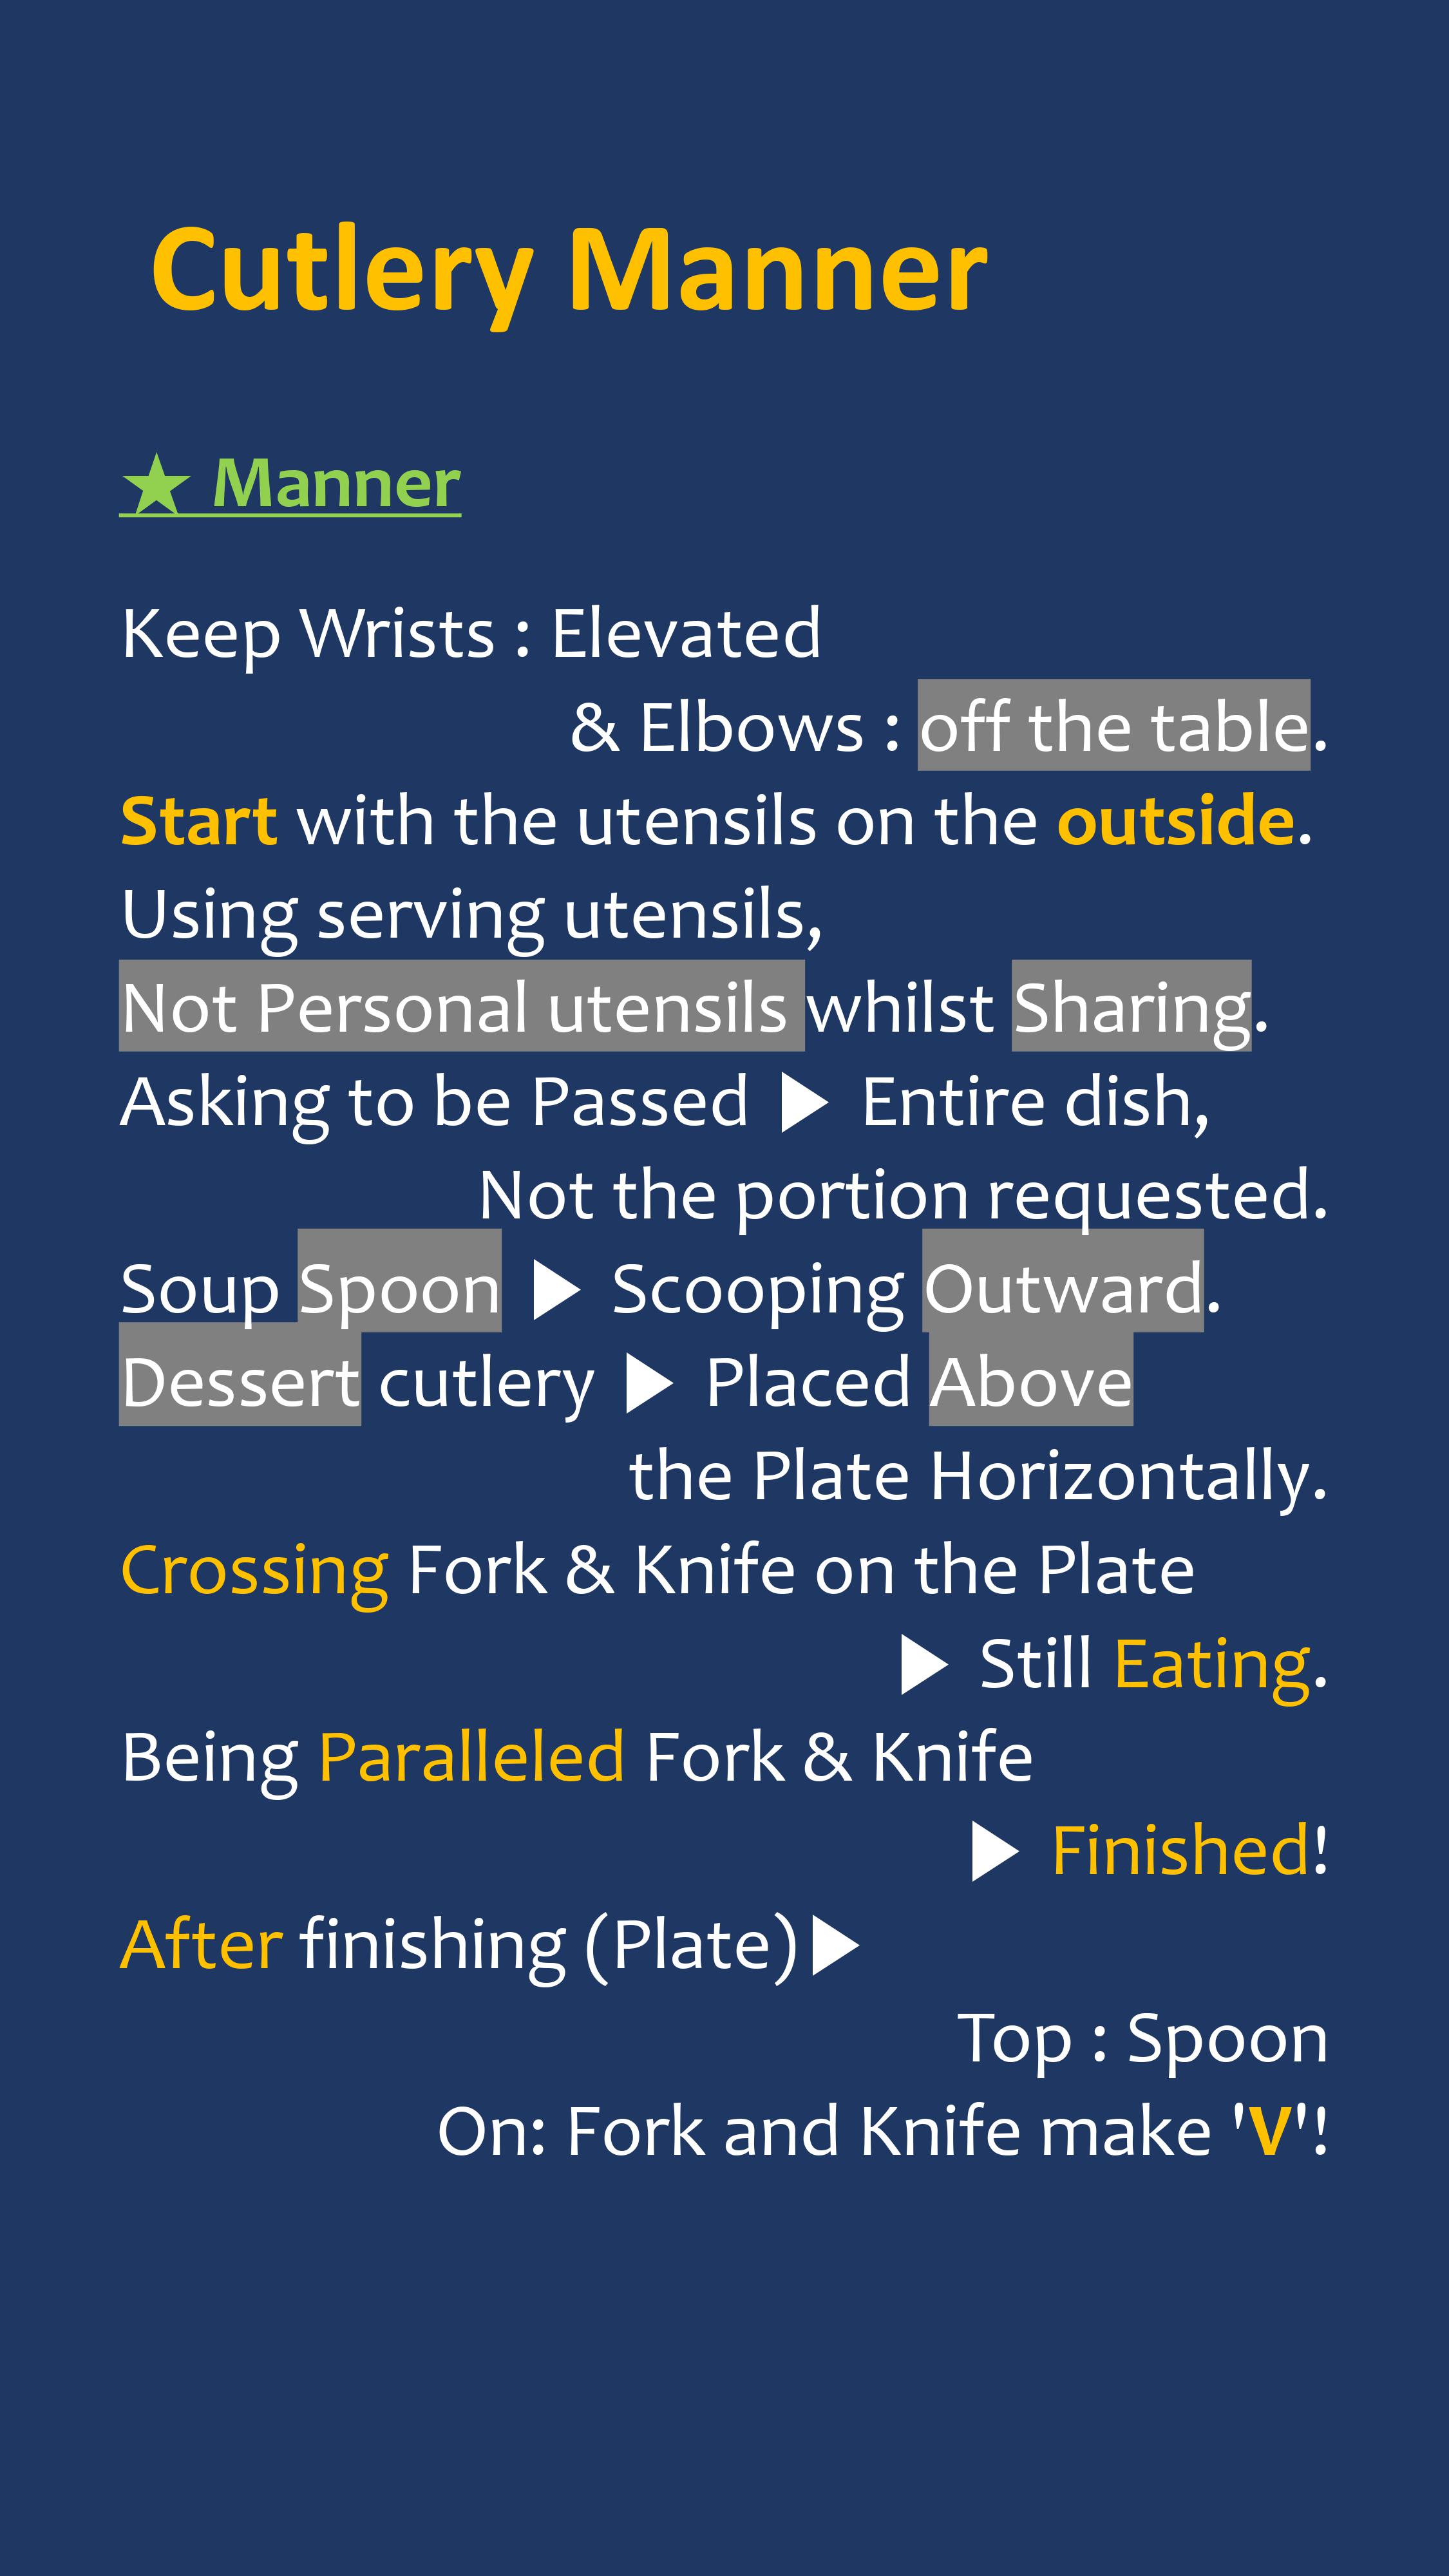 Cutlery Manner
★ Manner
Keep Wrists : Elevated
& Elbows : off the table.
Start with the utensils on the outside.
Using serving utensils,
Not Personal utensils whilst Sharing.
Asking to be Passed ▶ Entire dish,
Not the portion requested.
Soup Spoon ▶ Scooping Outward.
Dessert cutlery ▶ Placed Above
the Plate Horizontally.
Crossing Fork & Knife on the Plate
▶ Still Eating.
Being Paralleled Fork & Knife
▶ Finished!
After finishing (Plate)▶
Top : Spoon
On: Fork and Knife make 'V'!